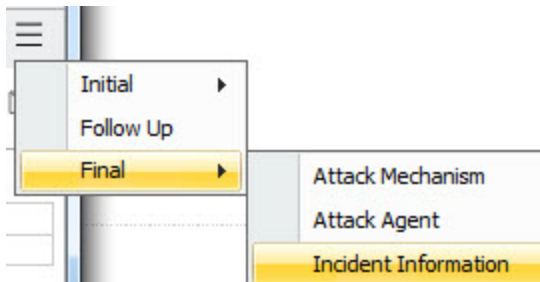 Initial
Follow Up
Final
Attack Mechanism
Attack Agent
Incident Information